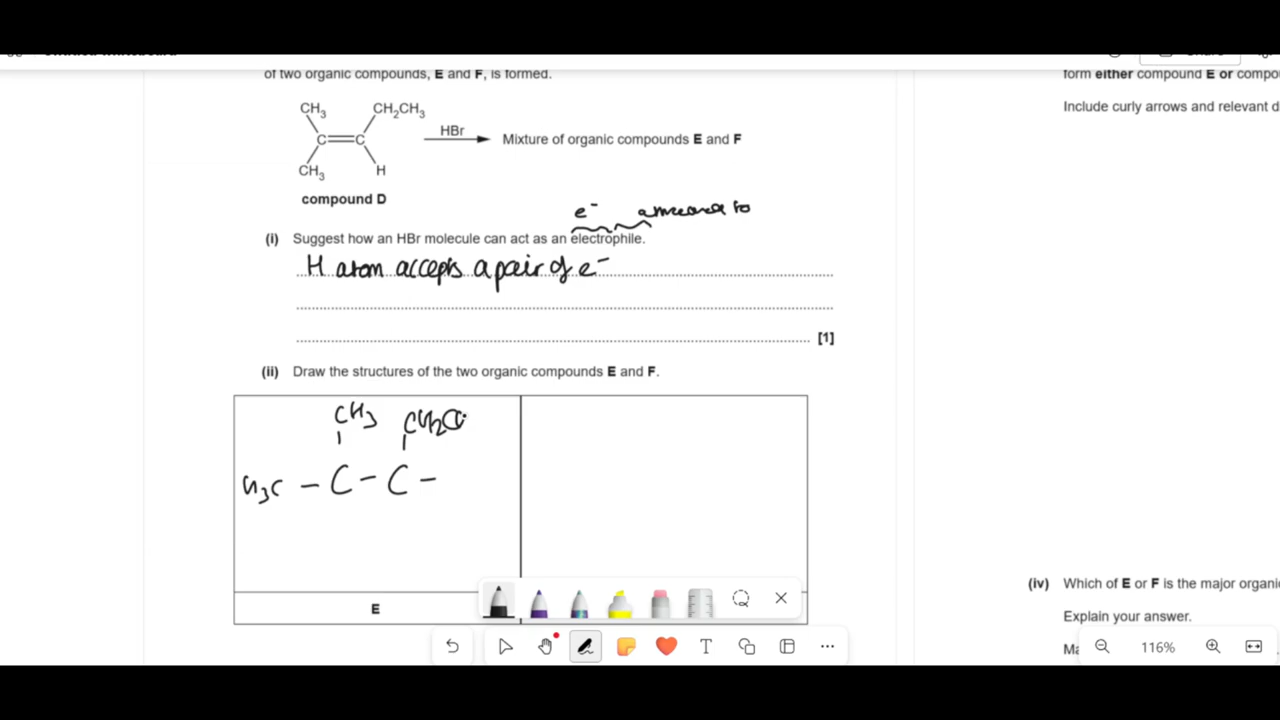 of two organic compounds, E and F, is formed.
form either compound E or compo
Include curly arrows and relevant d
CH3 CH2CH3
C=C
CH3 H
HBr
Mixture of organic compounds E and F
compound D
e⁻
(i) Suggest how an HBr molecule can act as an electrophile.
H atom accepts a pair of e⁻
[1]
(ii) Draw the structures of the two organic compounds E and F.
CH3 CH2C
H3C - C - C -
E
(iv) Which of E or F is the major organi
Explain your answer.
Ma
T
116%